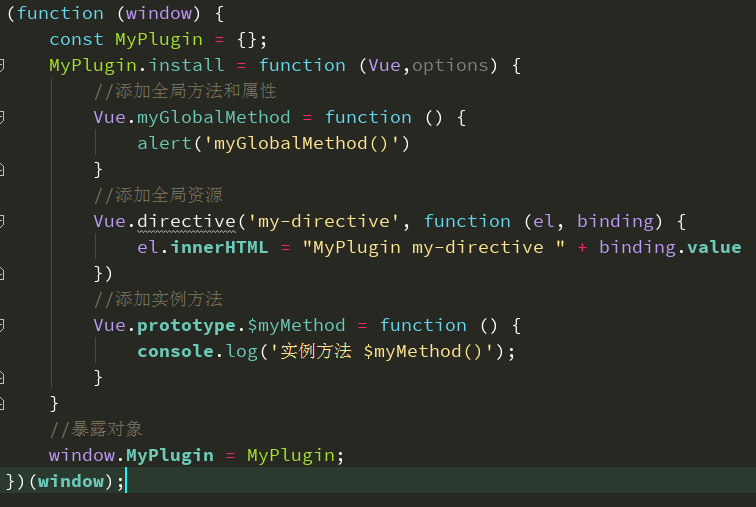 (function (window) {
    const MyPlugin = {};
    MyPlugin.install = function (Vue,options) {
        //添加全局方法和属性
        Vue.myGlobalMethod = function () {
            alert('myGlobalMethod()')
        }
        //添加全局资源
        Vue.directive('my-directive', function (el, binding) {
            el.innerHTML = "MyPlugin my-directive " + binding.value
        })
        //添加实例方法
        Vue.prototype.$myMethod = function () {
            console.log('实例方法 $myMethod()');
        }
    }
    //暴露对象
    window.MyPlugin = MyPlugin;
})(window);